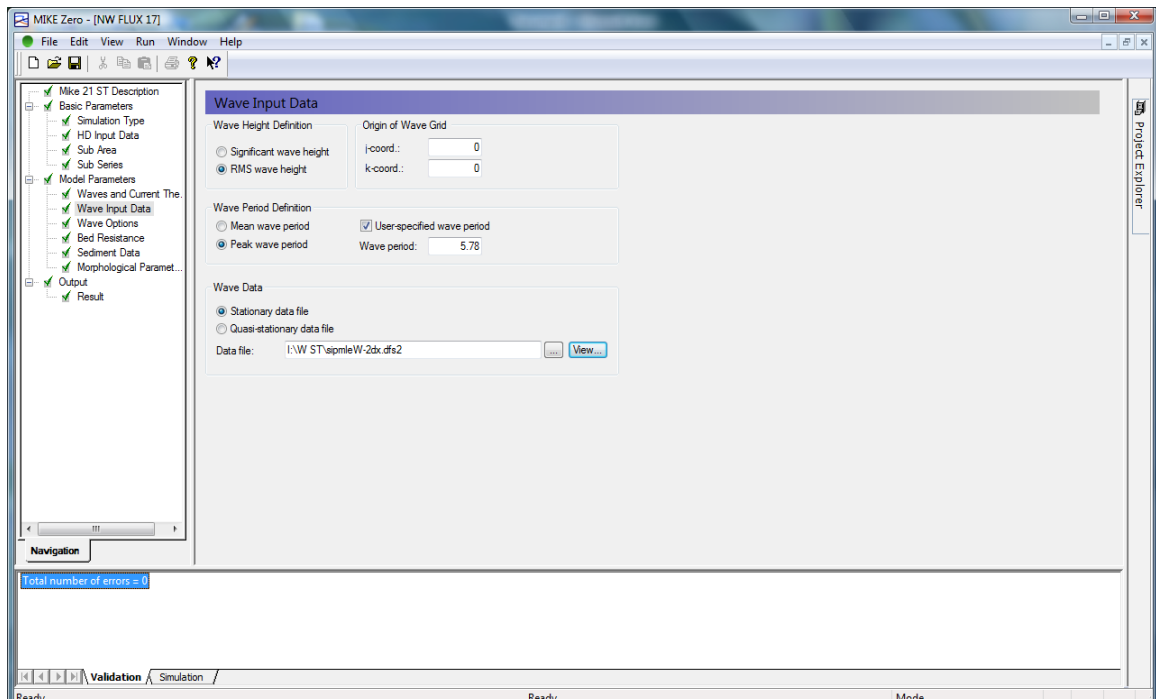 MIKE Zero - [NW FLUX 17]
File Edit View Run Window Help
Mike 21 ST Description
Basic Parameters
Simulation Type
HD Input Data
Sub Area
Sub Series
Model Parameters
Waves and Current The.
Wave Input Data
Wave Options
Bed Resistance
Sediment Data
Morphological Paramet...
Output
Result
Navigation
Wave Input Data
Wave Height Definition
Significant wave height
RMS wave height
Origin of Wave Grid
j-coord.: 0
k-coord.: 0
Wave Period Definition
Mean wave period
Peak wave period
User-specified wave period
Wave period: 5.78
Wave Data
Stationary data file
Quasi-stationary data file
Data file: I:\W ST\sipmleW-2dx.dfs2 ... View...
Project Explorer
Total number of errors = 0
Validation Simulation
Ready Ready Mode